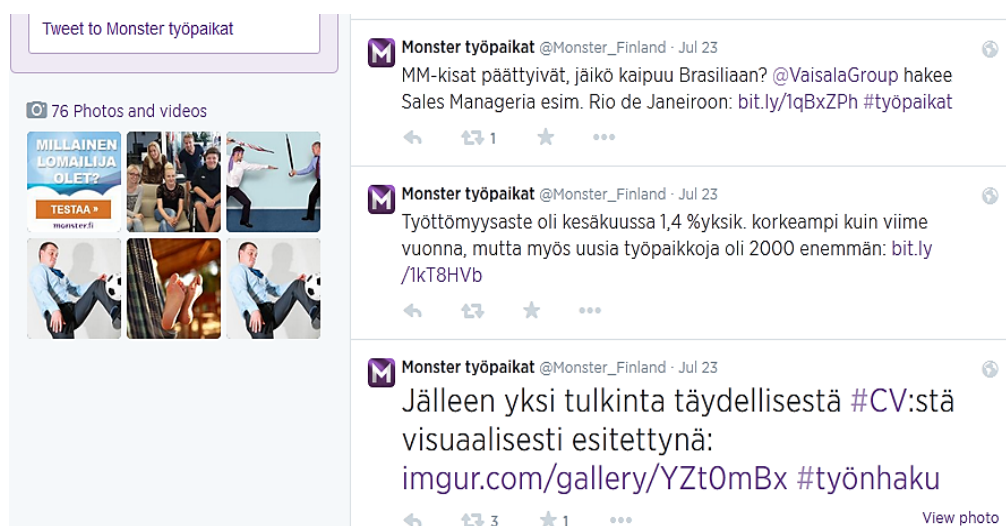 Tweet to Monster työpaikat
76 Photos and videos
MILLAINEN
LOMAILIJA
OLET?
TESTAA »
monster.fi
Monster työpaikat @Monster_Finland · Jul 23
MM-kisat päättyivät, jäikö kaipuu Brasiliaan? @VaisalaGroup hakee
Sales Manageria esim. Rio de Janeiroon: bit.ly/1qBxZPh #työpaikat
1
Monster työpaikat @Monster_Finland · Jul 23
Työttömyysaste oli kesäkuussa 1,4 %yksik. korkeampi kuin viime
vuonna, mutta myös uusia työpaikkoja oli 2000 enemmän: bit.ly
/1kT8HVb
Monster työpaikat @Monster_Finland · Jul 23
Jälleen yksi tulkinta täydellisestä #CV:stä
visuaalisesti esitettynä:
imgur.com/gallery/YZt0mBx #työnhaku
3 1
View photo